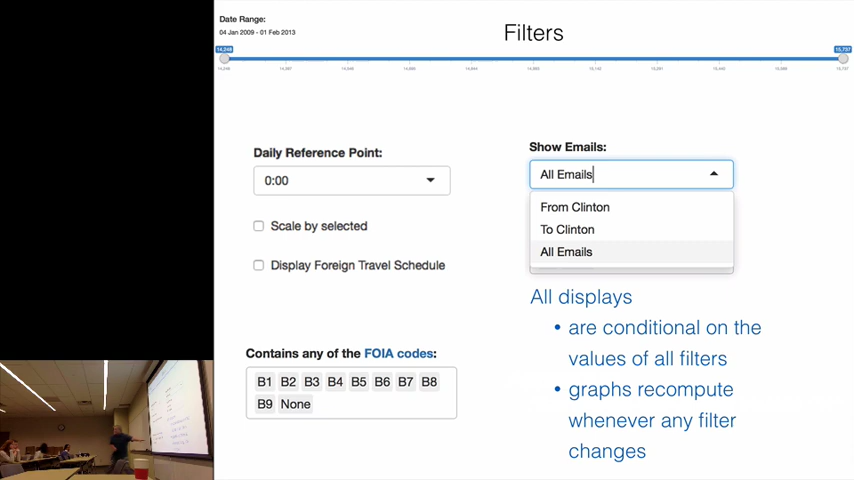 Date Range:
04 Jan 2009 - 01 Feb 2013
Filters
14,248
15,737
Daily Reference Point:
0:00
Scale by selected
Display Foreign Travel Schedule
Show Emails:
All Emails
From Clinton
To Clinton
All Emails
All displays
• are conditional on the
values of all filters
• graphs recompute
whenever any filter
changes
Contains any of the FOIA codes:
B1 B2 B3 B4 B5 B6 B7 B8
B9 None